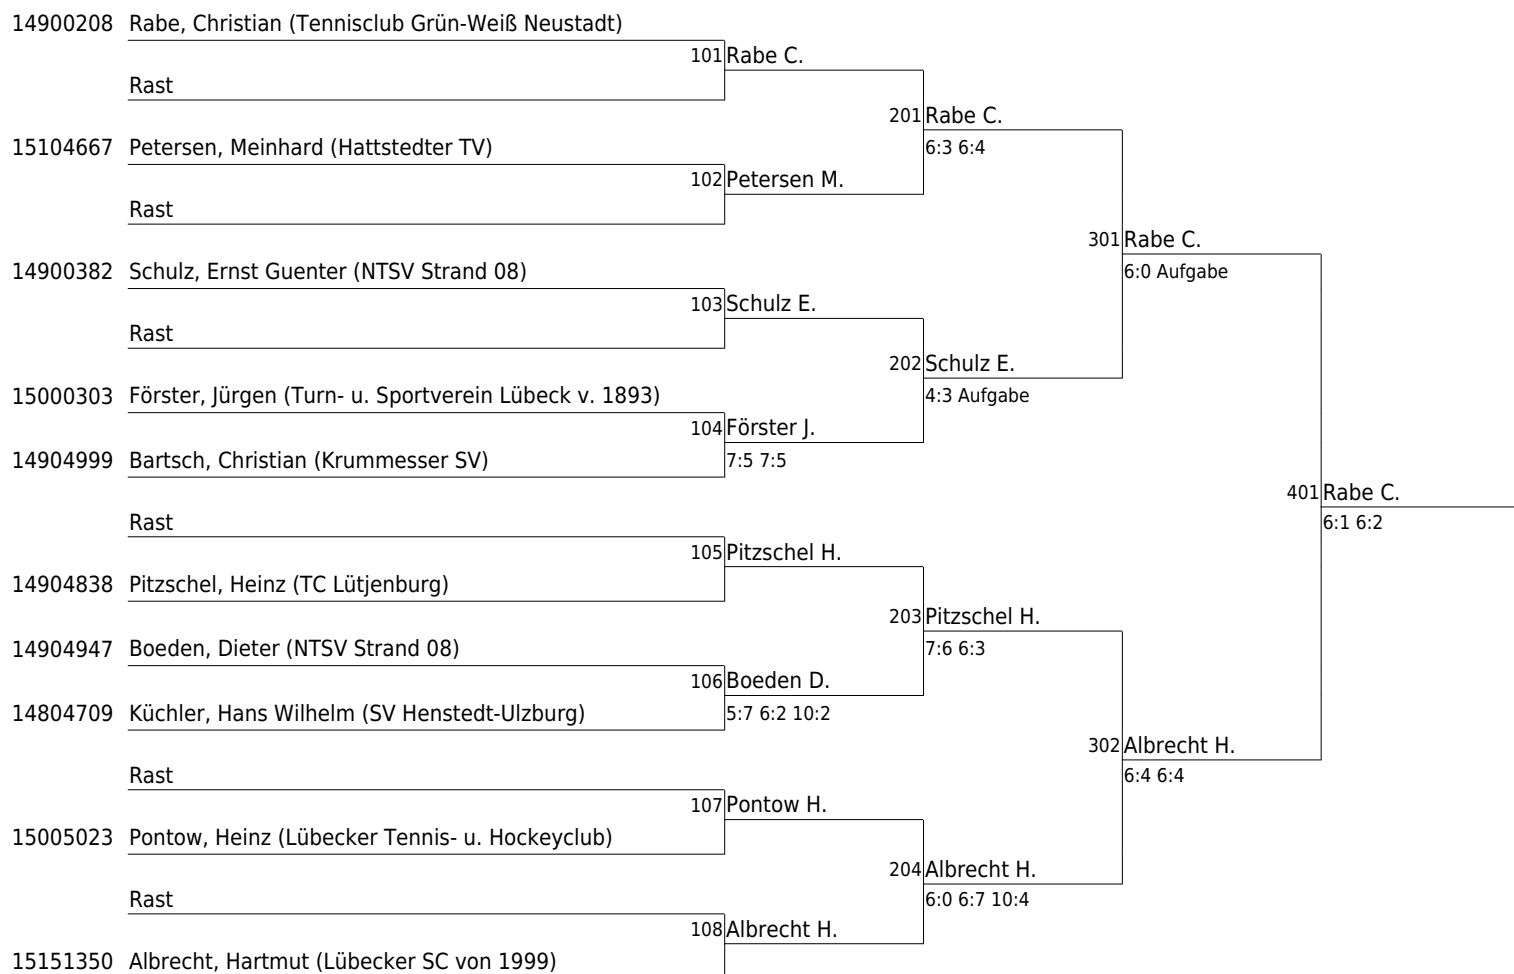 14900208 Rabe, Christian (Tennisclub Grün-Weiß Neustadt)
101 Rabe C.
Rast
201 Rabe C.
15104667 Petersen, Meinhard (Hattstedter TV)
6:3 6:4
102 Petersen M.
Rast
301 Rabe C.
14900382 Schulz, Ernst Guenter (NTSV Strand 08)
6:0 Aufgabe
103 Schulz E.
Rast
202 Schulz E.
15000303 Förster, Jürgen (Turn- u. Sportverein Lübeck v. 1893)
4:3 Aufgabe
104 Förster J.
14904999 Bartsch, Christian (Krummesser SV)
7:5 7:5
401 Rabe C.
Rast
6:1 6:2
105 Pitzschel H.
14904838 Pitzschel, Heinz (TC Lütjenburg)
203 Pitzschel H.
14904947 Boeden, Dieter (NTSV Strand 08)
7:6 6:3
106 Boeden D.
14804709 Küchler, Hans Wilhelm (SV Henstedt-Ulzburg)
5:7 6:2 10:2
302 Albrecht H.
Rast
6:4 6:4
107 Pontow H.
15005023 Pontow, Heinz (Lübecker Tennis- u. Hockeyclub)
204 Albrecht H.
Rast
6:0 6:7 10:4
108 Albrecht H.
15151350 Albrecht, Hartmut (Lübecker SC von 1999)